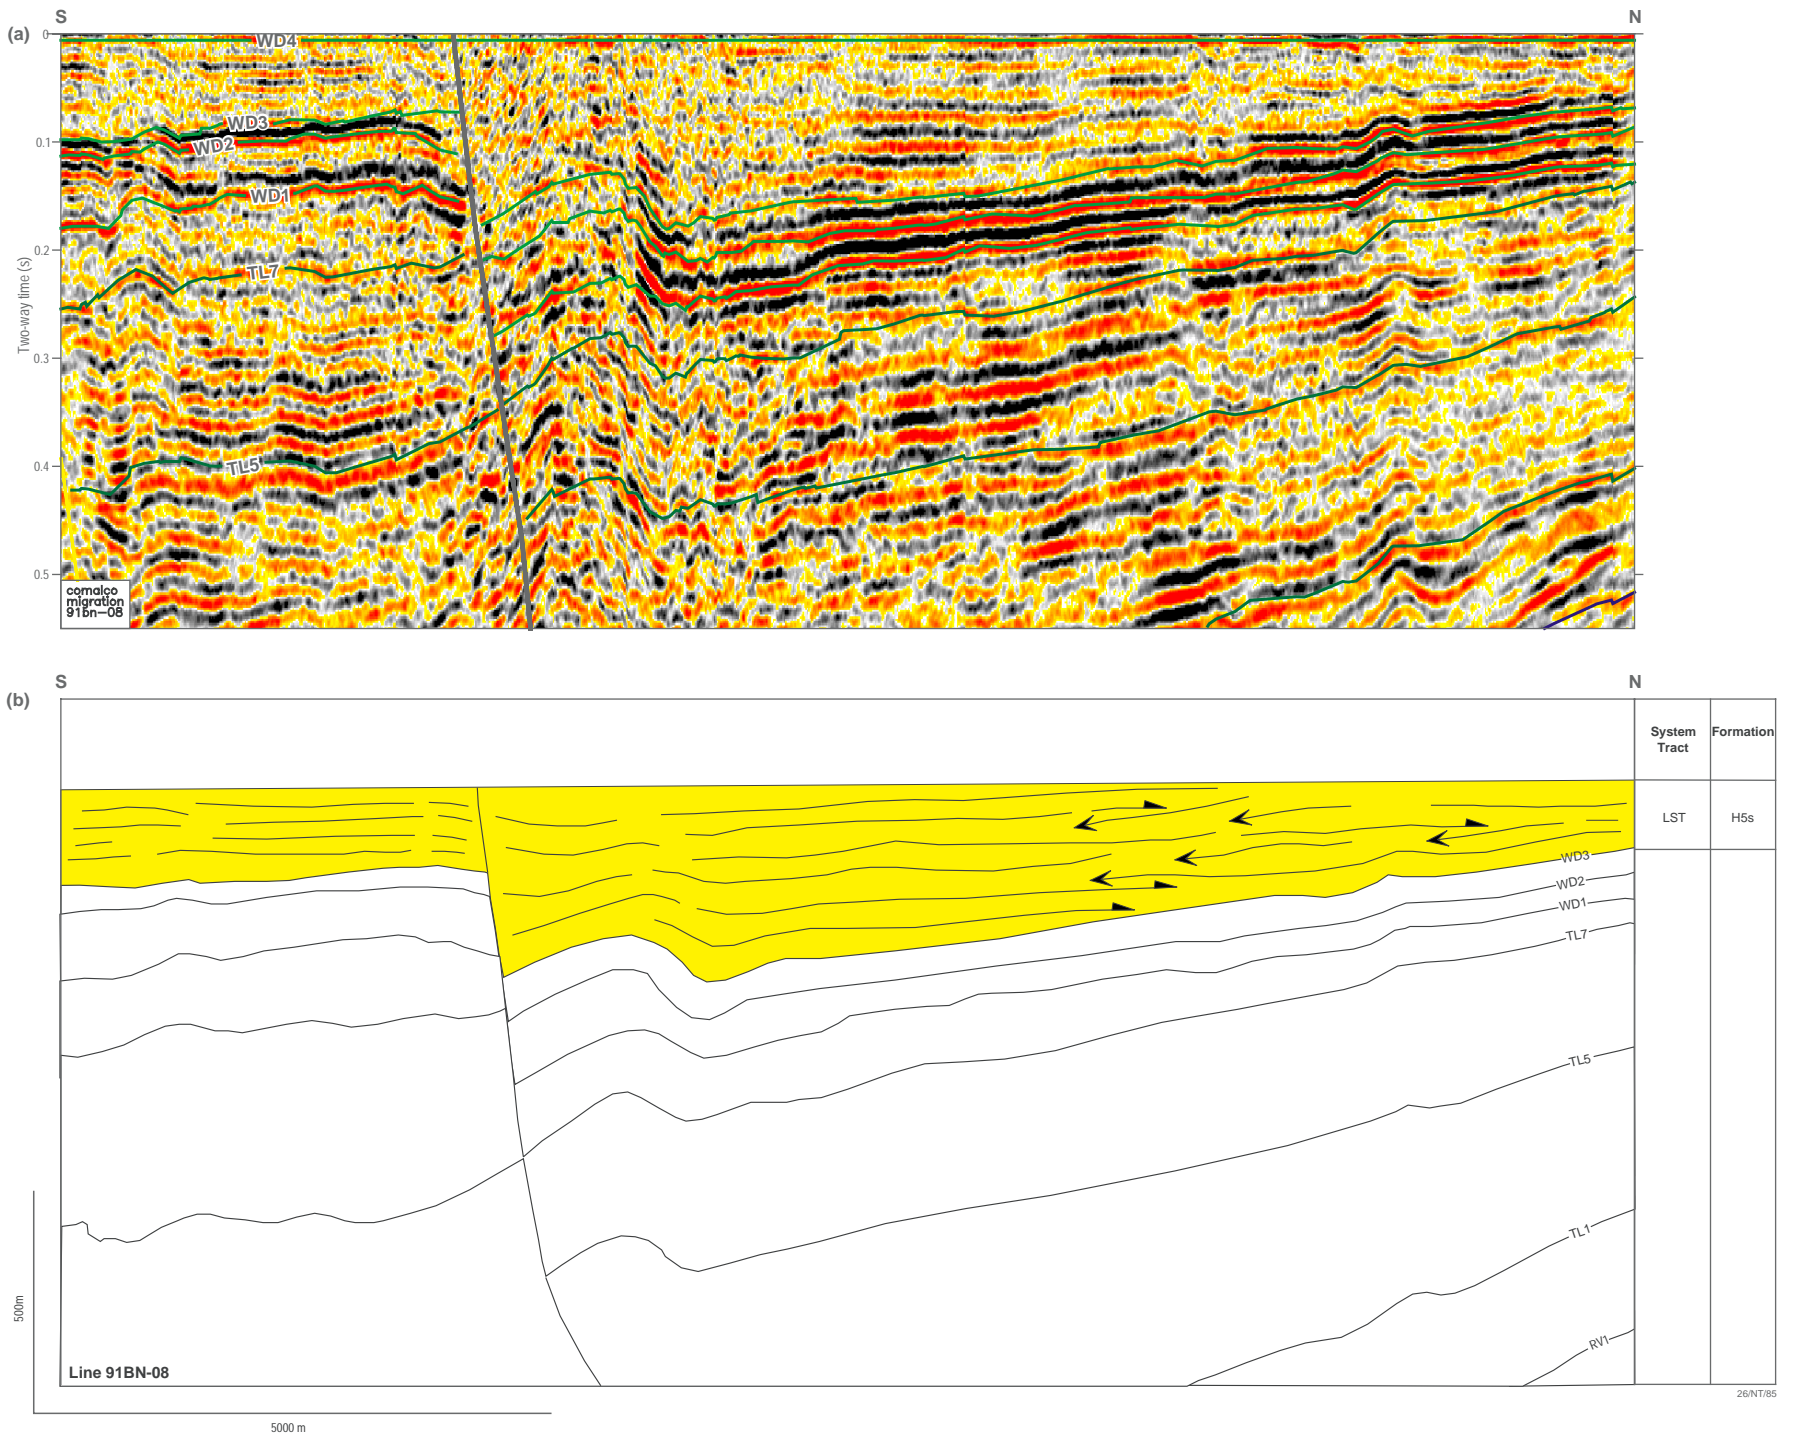 S
N
(a)
0
0.1
0.2
0.3
0.4
0.5
Two-way time (s)
WD4
WD3
WD2
WD1
TL7
TL5
comalco
migration
91bn-08
S
N
(b)
System
Tract
Formation
LST
H5s
WD3
WD2
WD1
TL7
TL5
TL1
RV1
500m
Line 91BN-08
5000 m
26/NT/85